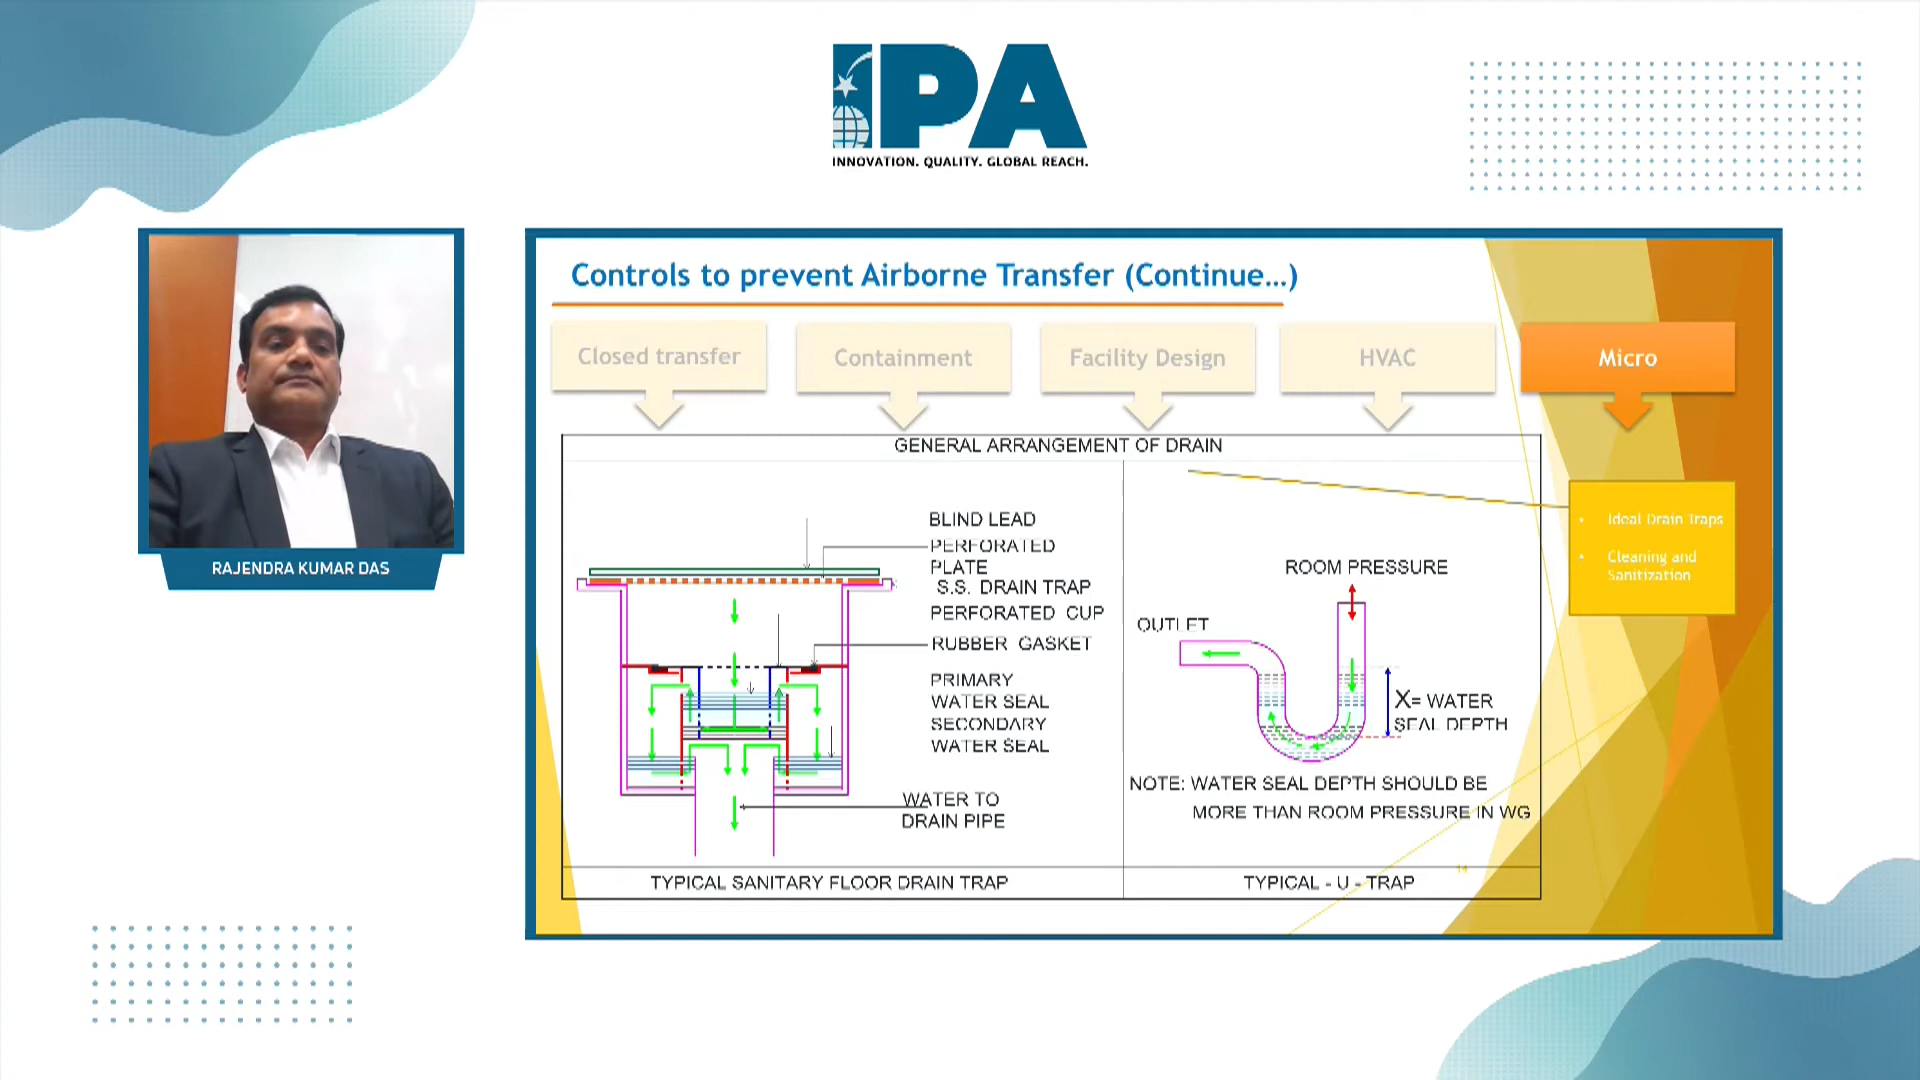 IPA
INNOVATION. QUALITY. GLOBAL REACH.
RAJENDRA KUMAR DAS
Controls to prevent Airborne Transfer (Continue...)
Closed transfer
Containment
Facility Design
HVAC
Micro
GENERAL ARRANGEMENT OF DRAIN
BLIND LEAD
PERFORATED
PLATE
S.S. DRAIN TRAP
PERFORATED CUP
RUBBER GASKET
PRIMARY
WATER SEAL
SECONDARY
WATER SEAL
WATER TO
DRAIN PIPE
TYPICAL SANITARY FLOOR DRAIN TRAP
ROOM PRESSURE
OUTLET
X= WATER
SEAL DEPTH
NOTE: WATER SEAL DEPTH SHOULD BE
MORE THAN ROOM PRESSURE IN WG
TYPICAL - U - TRAP
• Ideal Drain Traps
• Cleaning and
Sanitization
14